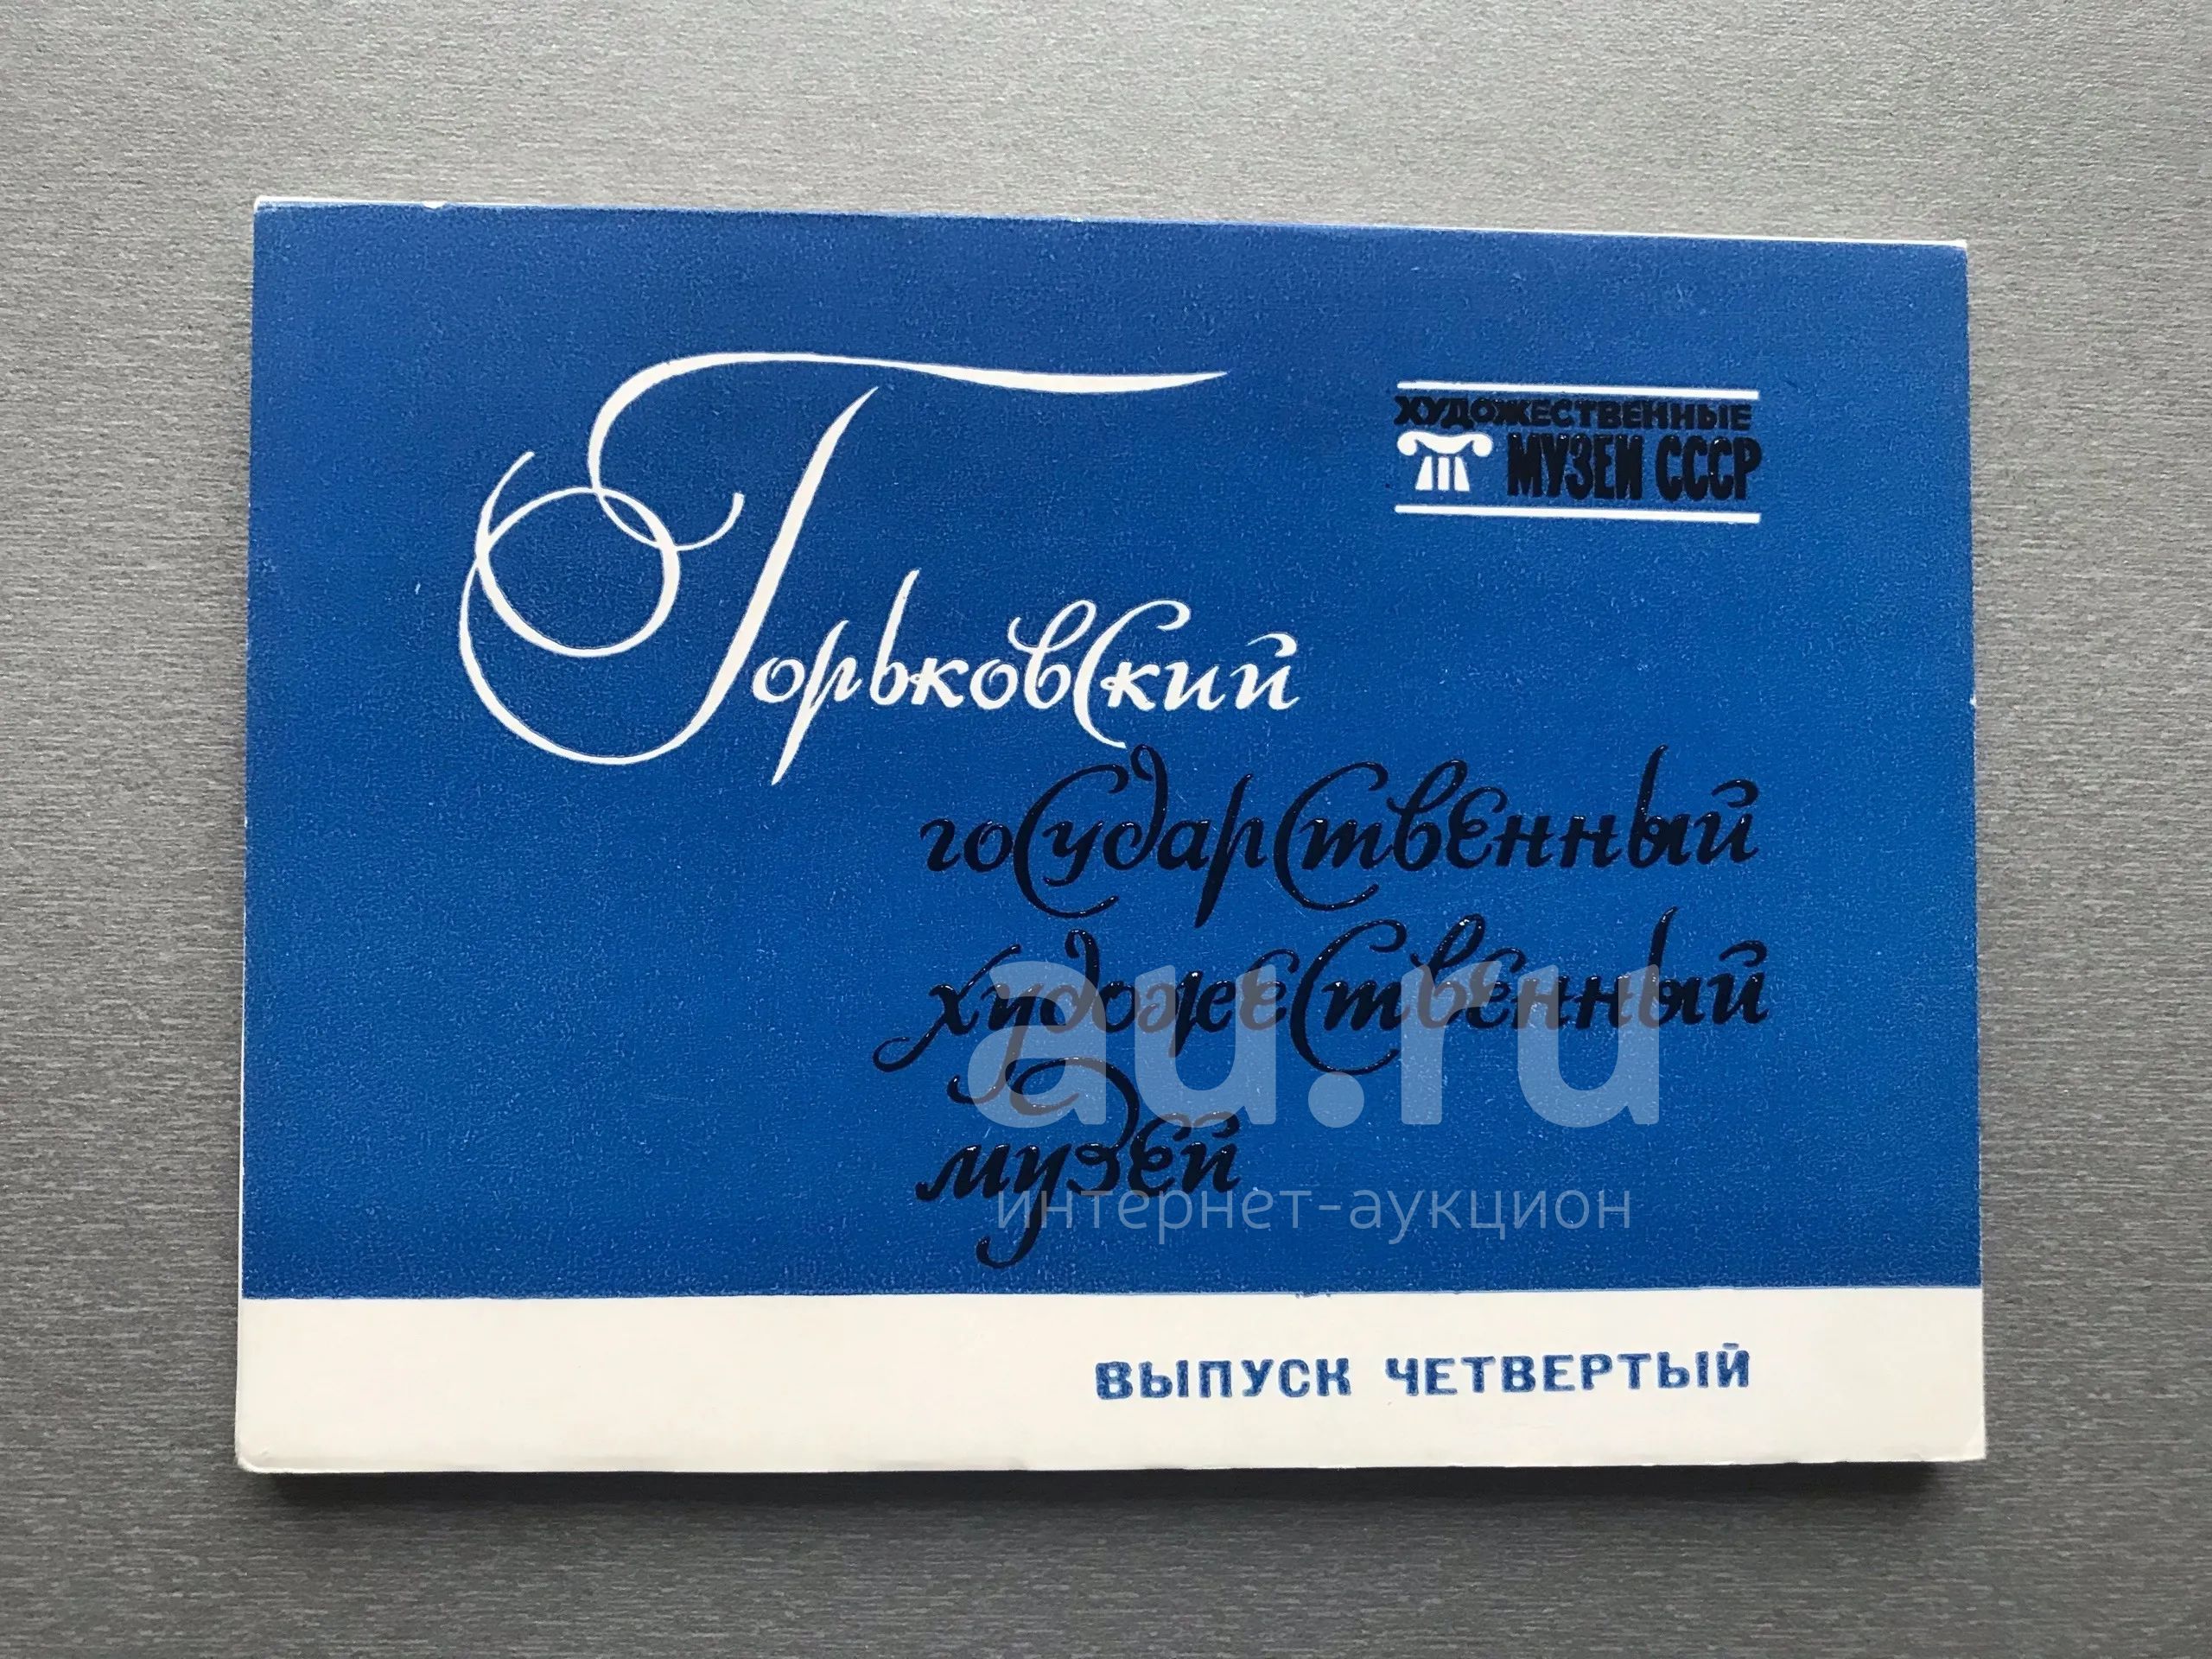 ХУДОЖЕСТВЕННЫЕ
МУЗЕИ СССР
Горьковский
государственный
художественный
музей
au.ru
интернет-аукцион
ВЫПУСК ЧЕТВЕРТЫЙ